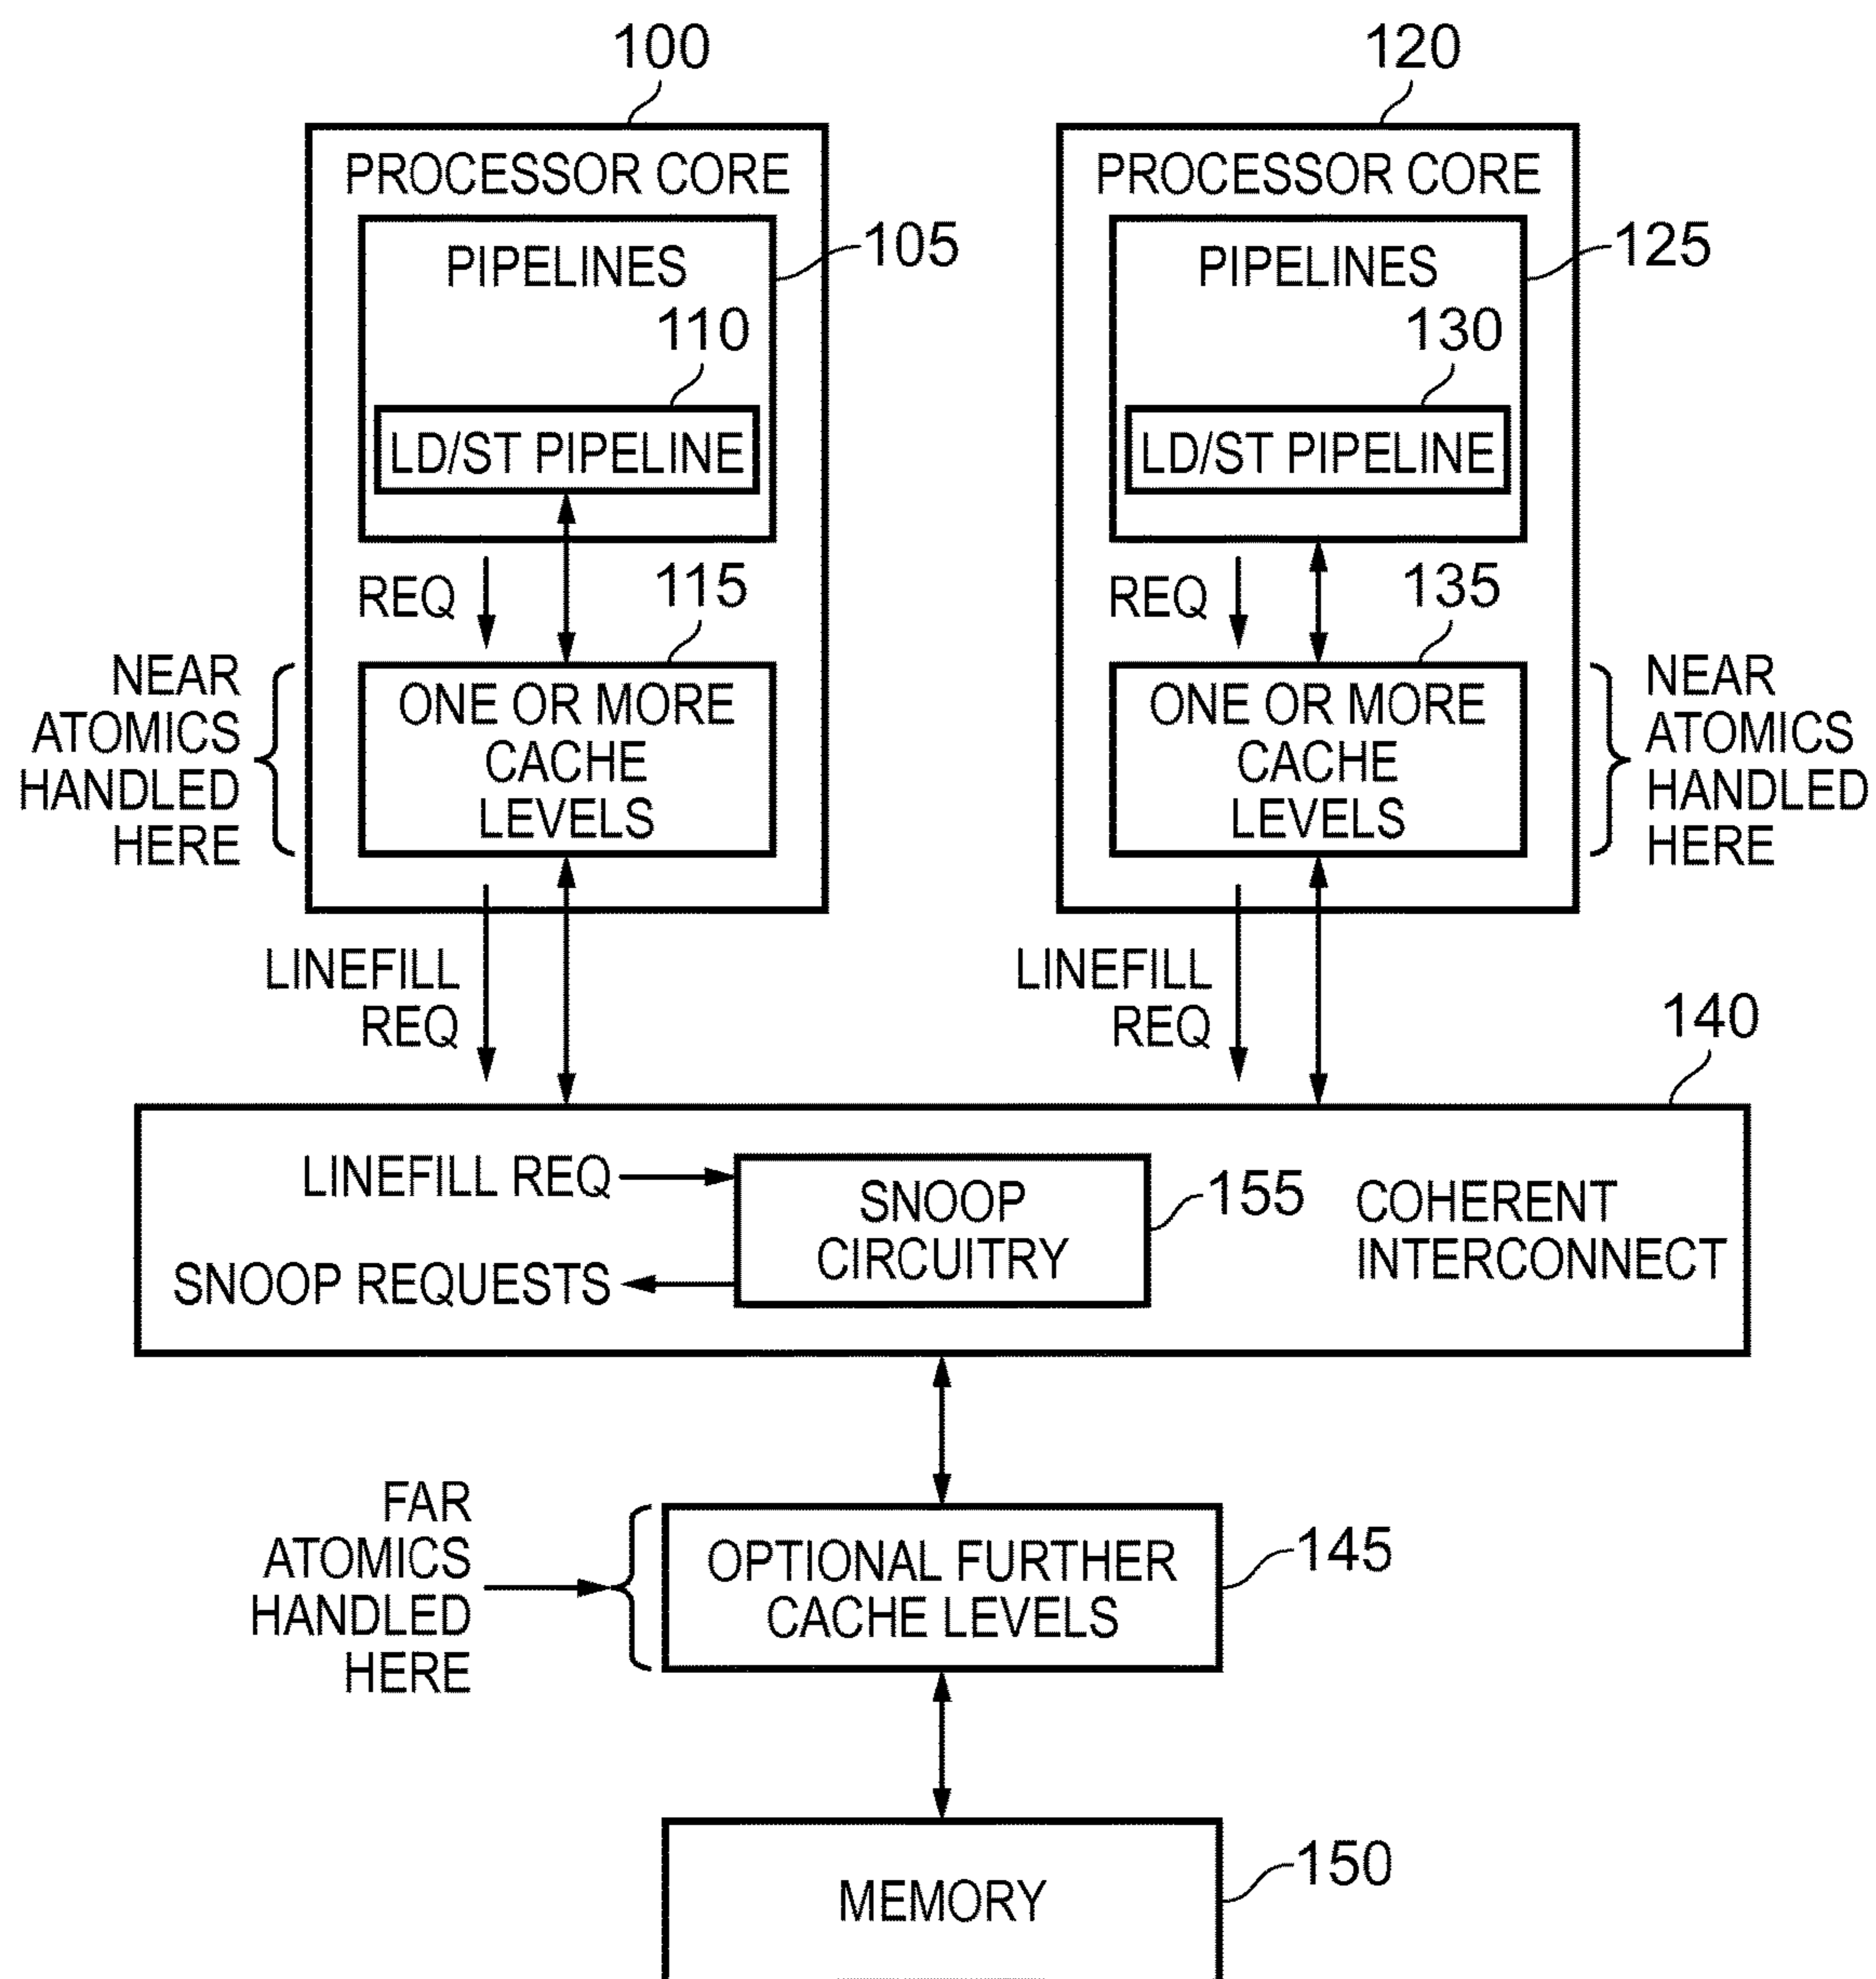 100
120
PROCESSOR CORE
PROCESSOR CORE
PIPELINES
105
PIPELINES
125
110
130
LD/ST PIPELINE
LD/ST PIPELINE
REQ
115
REQ
135
NEAR
ATOMICS
HANDLED
HERE
ONE OR MORE
CACHE
LEVELS
ONE OR MORE
CACHE
LEVELS
NEAR
ATOMICS
HANDLED
HERE
LINEFILL
REQ
LINEFILL
REQ
140
LINEFILL REQ
SNOOP REQUESTS
SNOOP
CIRCUITRY
155
COHERENT
INTERCONNECT
FAR
ATOMICS
HANDLED
HERE
OPTIONAL FURTHER
CACHE LEVELS
145
MEMORY
150